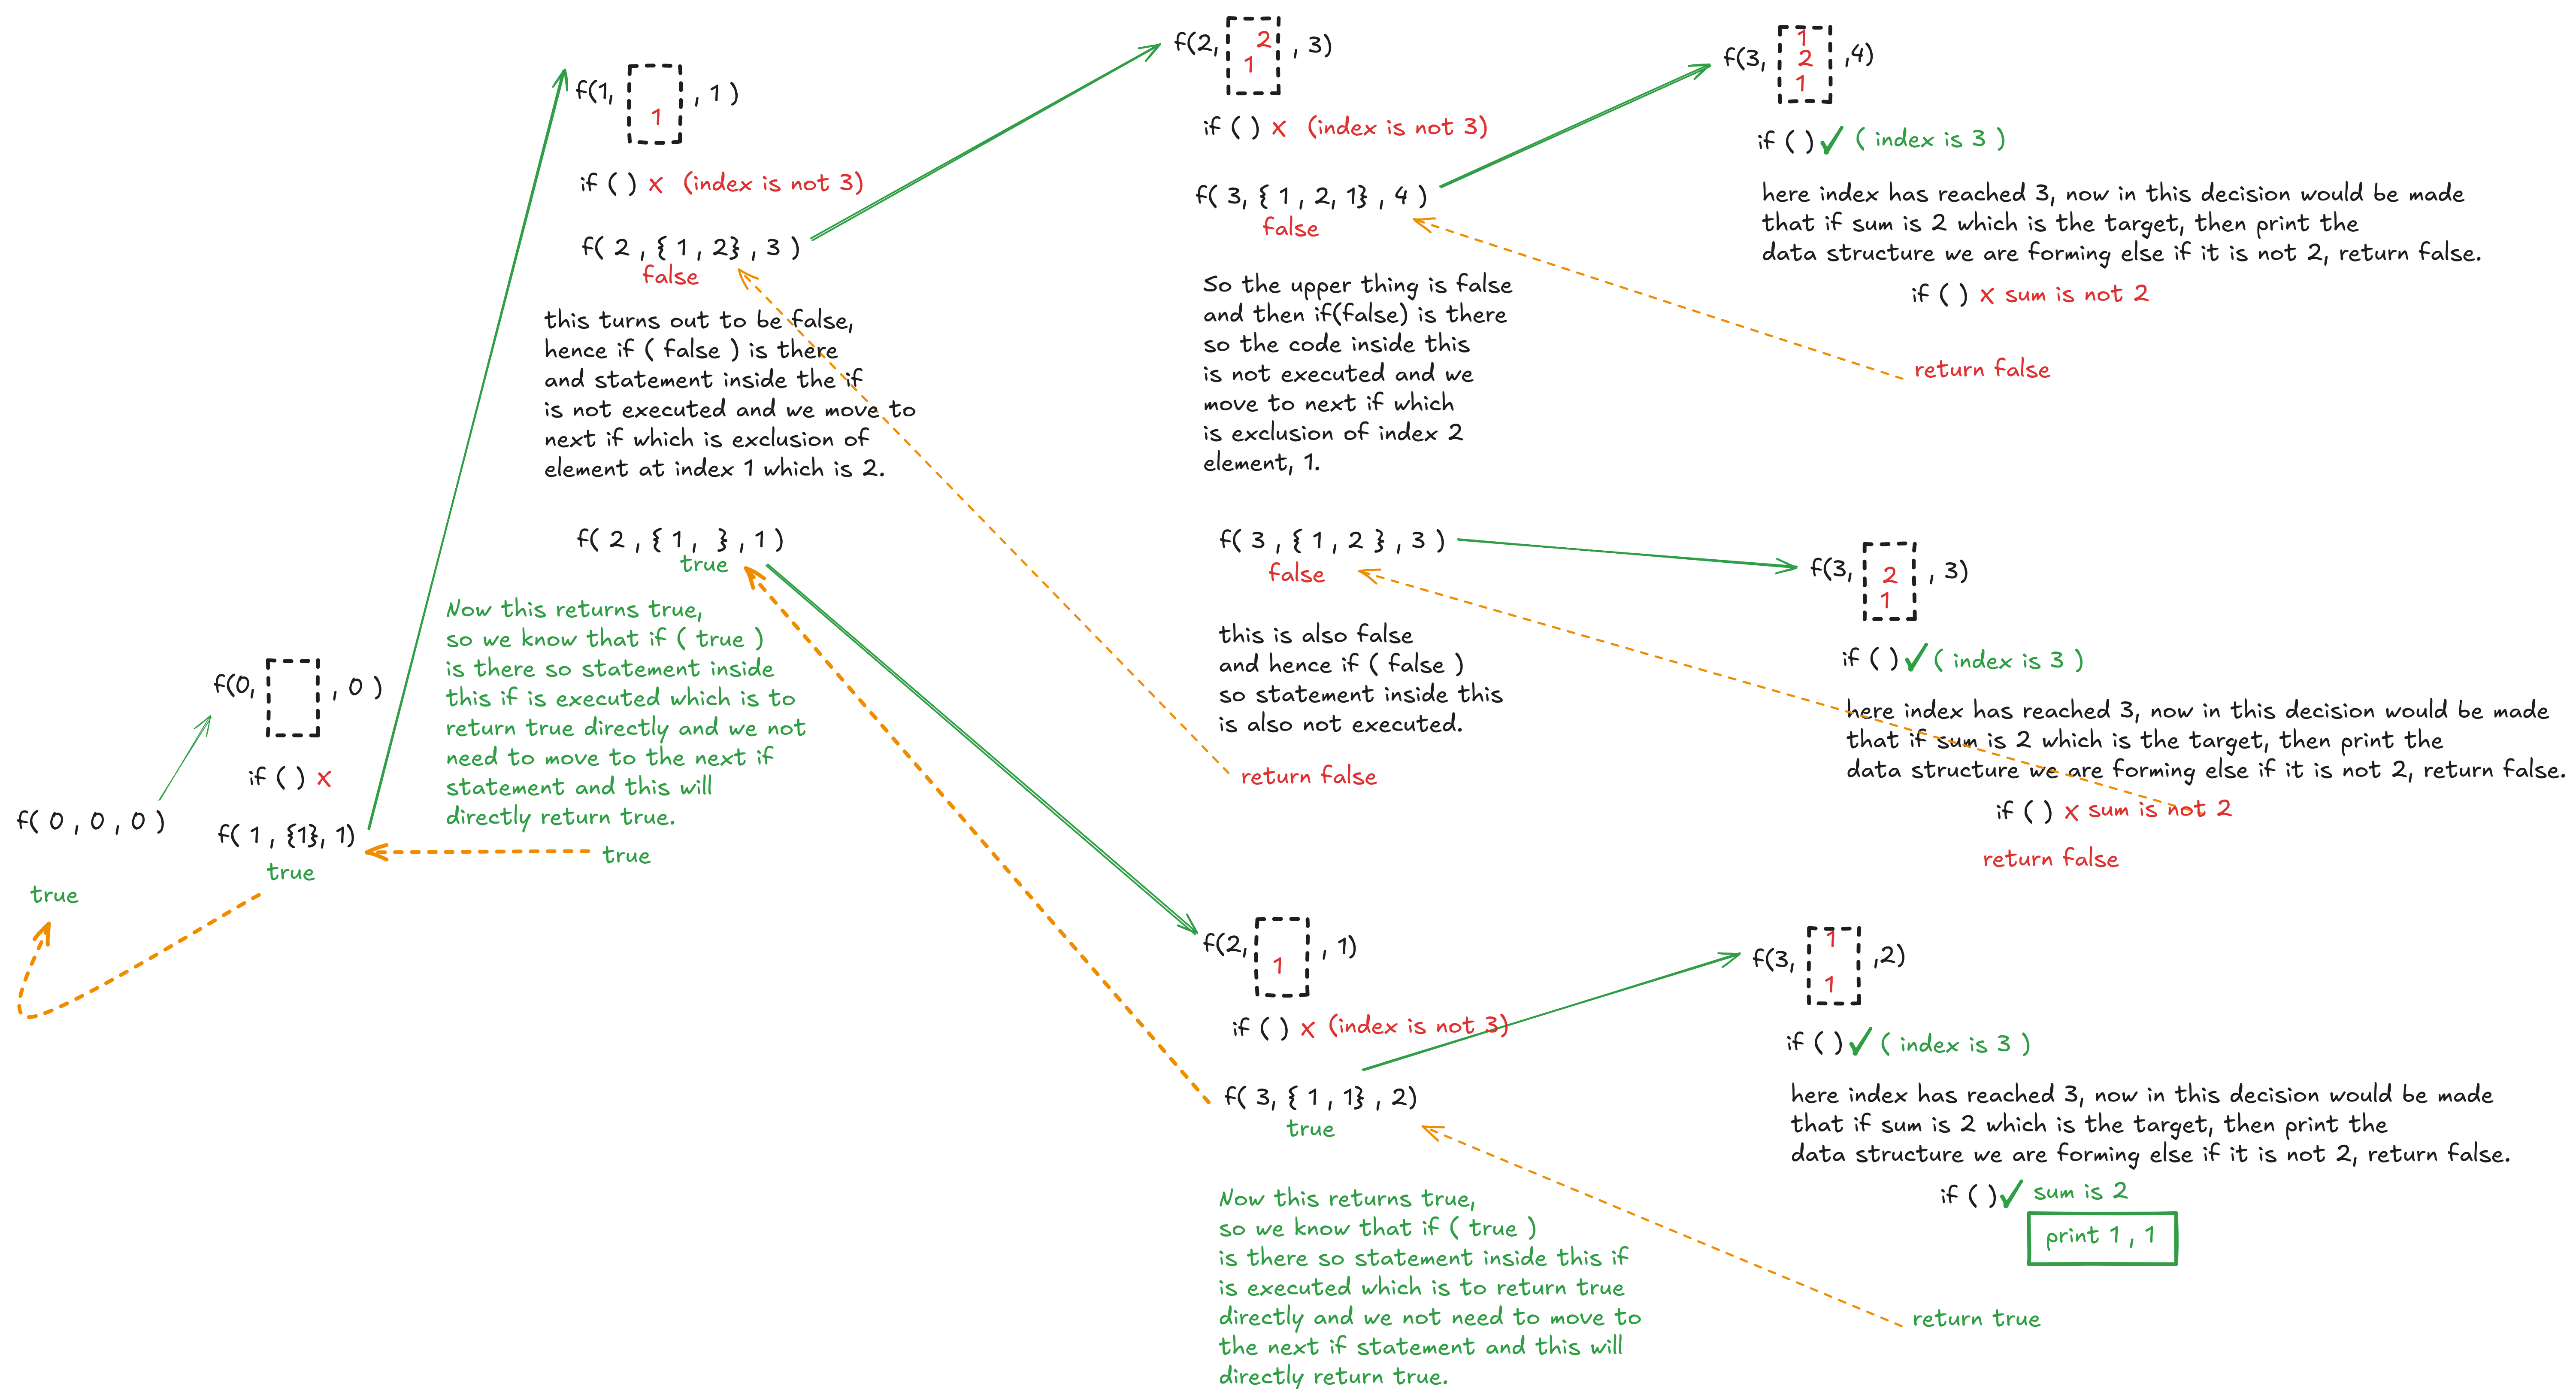 f( 0 , 0 , 0 )
true
f(0, , 0 )
if ( ) x
f( 1 , {1}, 1)
true
true
f(1, 1 , 1 )
if ( ) x (index is not 3)
f( 2 , { 1 , 2} , 3 )
false
this turns out to be false,
hence if ( false ) is there
and statement inside the if
is not executed and we move to
next if which is exclusion of
element at index 1 which is 2.
f( 2 , { 1 , } , 1 )
true
Now this returns true,
so we know that if ( true )
is there so statement inside
this if is executed which is to
return true directly and we not
need to move to the next if
statement and this will
directly return true.
2
f(2, , 3)
1
if ( ) x (index is not 3)
f( 3, { 1 , 2, 1} , 4 )
false
So the upper thing is false
and then if(false) is there
so the code inside this
is not executed and we
move to next if which
is exclusion of index 2
element, 1.
f( 3 , { 1 , 2 } , 3 )
false
this is also false
and hence if ( false )
so statement inside this
is also not executed.
return false
1
f(3, 2 ,4)
1
if ( ) ✓ ( index is 3 )
here index has reached 3, now in this decision would be made
that if sum is 2 which is the target, then print the
data structure we are forming else if it is not 2, return false.
if ( ) x sum is not 2
return false
f(3, 2 , 3)
1
if ( ) ✓ ( index is 3 )
here index has reached 3, now in this decision would be made
that if sum is 2 which is the target, then print the
data structure we are forming else if it is not 2, return false.
if ( ) x sum is not 2
return false
f(2, , 1)
1
if ( ) x (index is not 3)
f( 3, { 1 , 1} , 2)
true
Now this returns true,
so we know that if ( true )
is there so statement inside this if
is executed which is to return true
directly and we not need to move to
the next if statement and this will
directly return true.
1
f(3, ,2)
1
if ( ) ✓ ( index is 3 )
here index has reached 3, now in this decision would be made
that if sum is 2 which is the target, then print the
data structure we are forming else if it is not 2, return false.
if ( ) ✓ sum is 2
print 1 , 1
return true